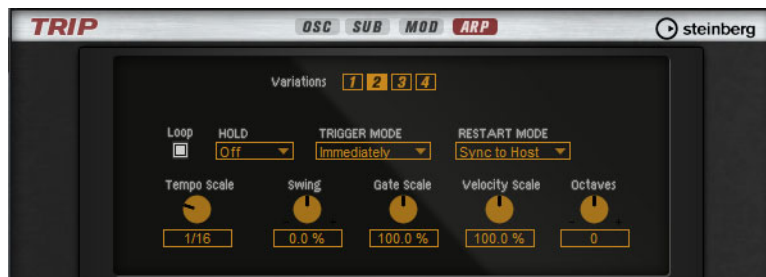 TRIP OSC SUB MOD ARP steinberg
Variations 1 2 3 4
Loop HOLD TRIGGER MODE RESTART MODE
Off Immediately Sync to Host
Tempo Scale Swing Gate Scale Velocity Scale Octaves
- + - +
1/16 0.0 % 100.0 % 100.0 % 0